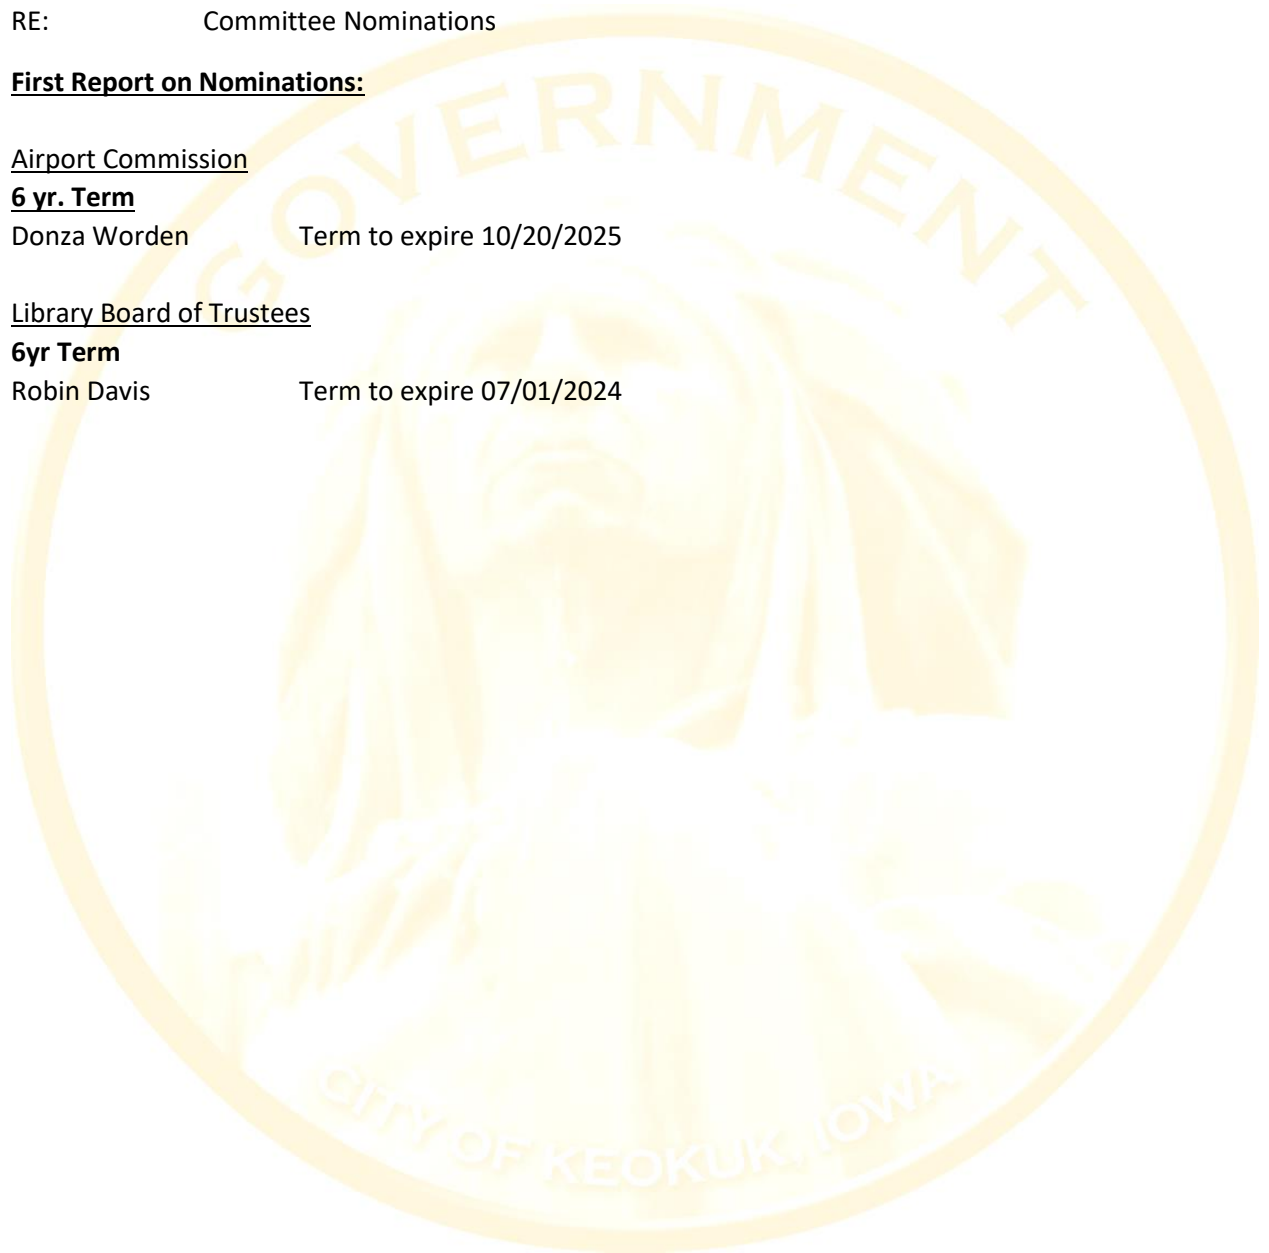 RE: Committee Nominations
First Report on Nominations:
Airport Commission
6 yr. Term
Donza Worden Term to expire 10/20/2025
Library Board of Trustees
6yr Term
Robin Davis Term to expire 07/01/2024
GOVERNMENT
CITY OF KEOKUK, IOWA